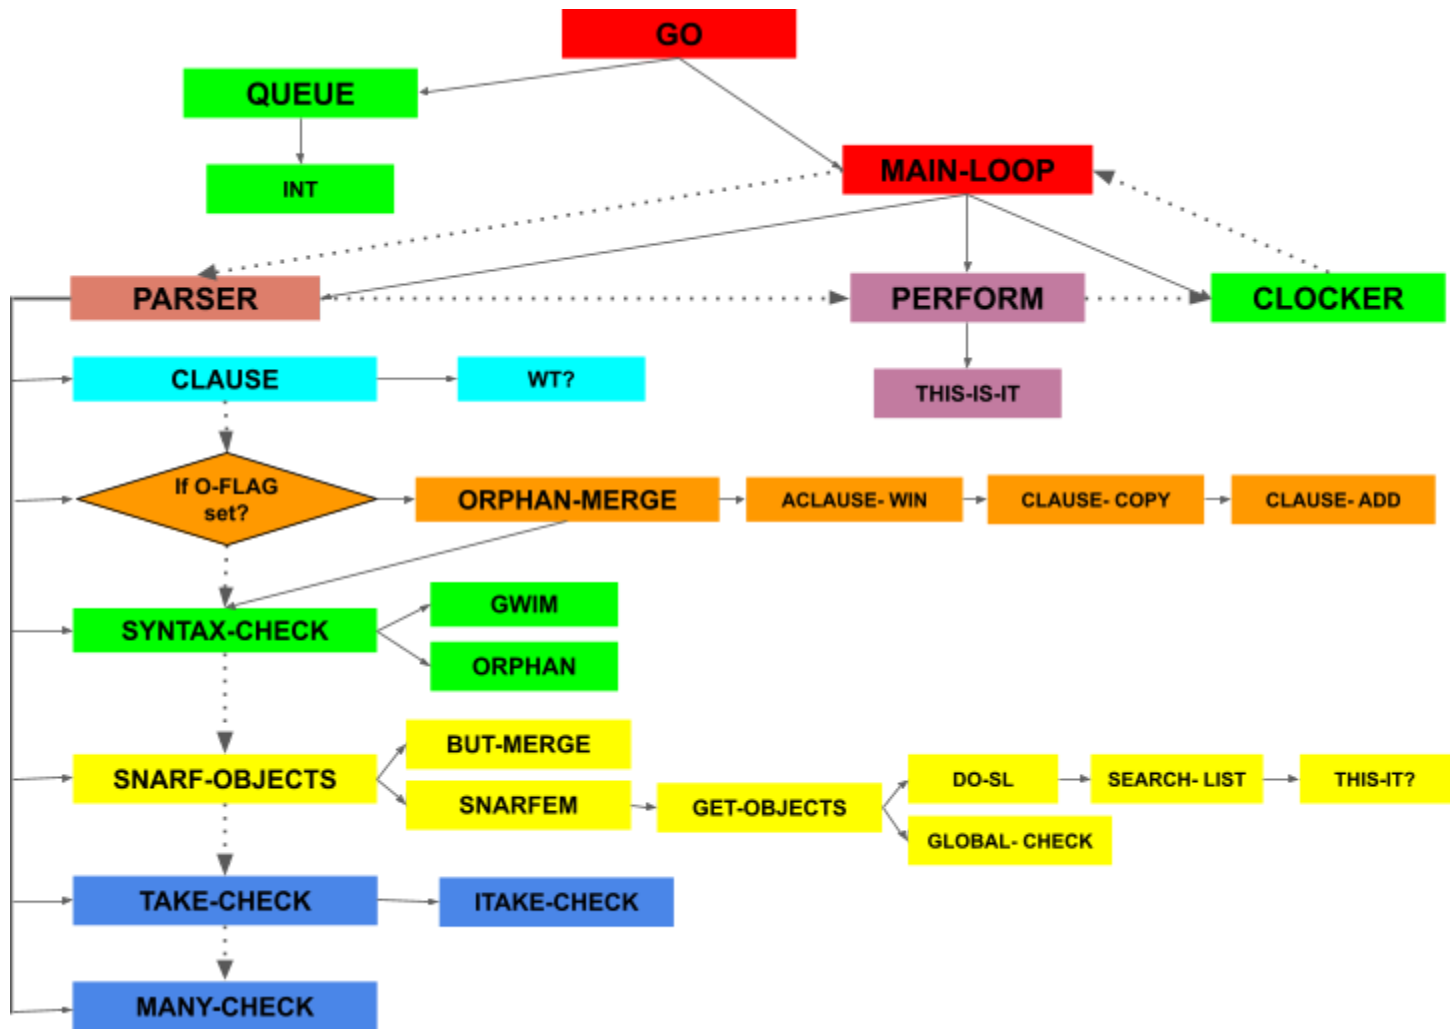 GO
QUEUE
MAIN-LOOP
INT
PARSER
PERFORM
CLOCKER
CLAUSE
WT?
THIS-IS-IT
If O-FLAG
set?
ORPHAN-MERGE
ACLAUSE- WIN
CLAUSE- COPY
CLAUSE- ADD
GWIM
SYNTAX-CHECK
ORPHAN
BUT-MERGE
SNARF-OBJECTS
DO-SL
SEARCH- LIST
THIS-IT?
SNARFEM
GET-OBJECTS
GLOBAL- CHECK
TAKE-CHECK
ITAKE-CHECK
MANY-CHECK